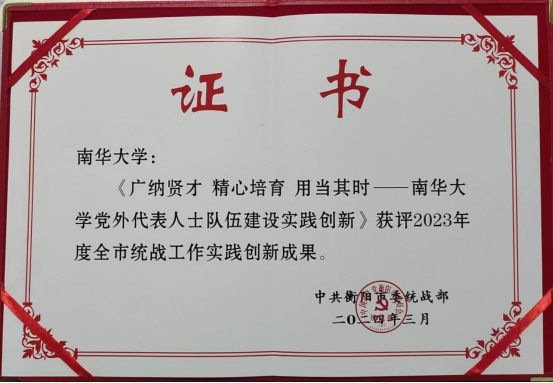 证 书
南华大学：
《广纳贤才 精心培育 用当其时——南华大
学党外代表人士队伍建设实践创新》获评2023年
度全市统战工作实践创新成果。
中共衡阳市委统战部
二〇二四年三月